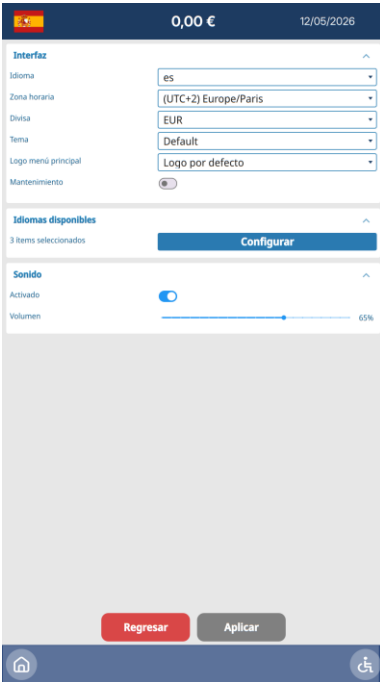 0,00 €
12/05/2026
Interfaz
Idioma
es
Zona horaria
(UTC+2) Europe/Paris
Divisa
EUR
Tema
Default
Logo menú principal
Logo por defecto
Mantenimiento
Idiomas disponibles
3 ítems seleccionados
Configurar
Sonido
Activado
Volumen
65%
Regresar
Aplicar